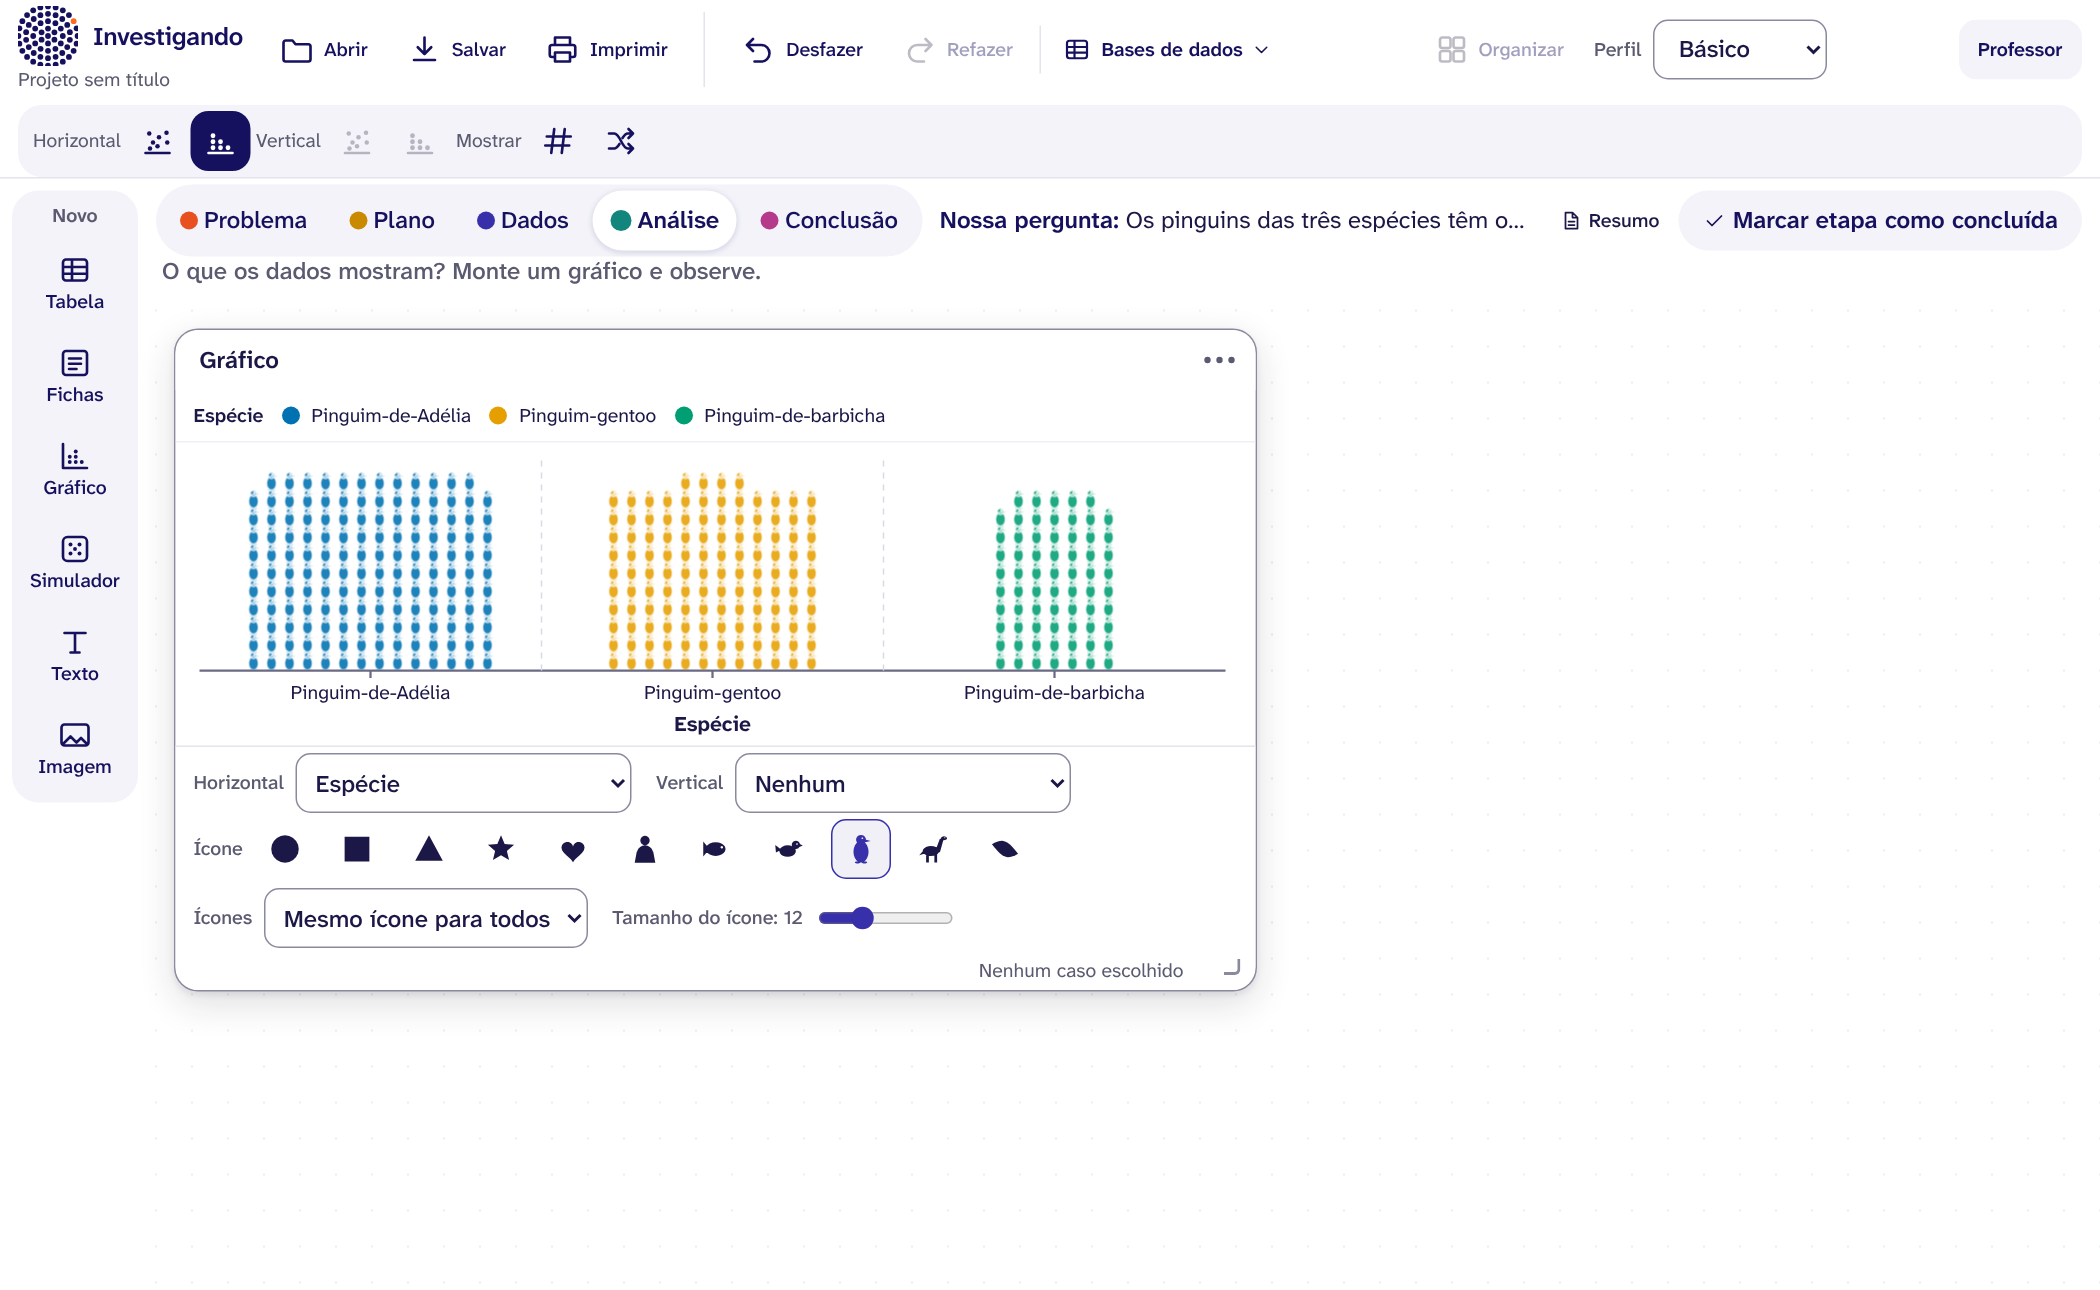 Investigando
Projeto sem título
Abrir
Salvar
Imprimir
Desfazer
Refazer
Bases de dados
Organizar
Perfil
Básico
Professor
Horizontal
Vertical
Mostrar
Novo
Tabela
Fichas
Gráfico
Simulador
Texto
Imagem
Problema
Plano
Dados
Análise
Conclusão
Nossa pergunta: Os pinguins das três espécies têm o...
Resumo
Marcar etapa como concluída
O que os dados mostram? Monte um gráfico e observe.
Gráfico
Espécie Pinguim-de-Adélia Pinguim-gentoo Pinguim-de-barbicha
Pinguim-de-Adélia Pinguim-gentoo Pinguim-de-barbicha
Espécie
Horizontal Espécie Vertical Nenhum
Ícone
Ícones Mesmo ícone para todos Tamanho do ícone: 12
Nenhum caso escolhido